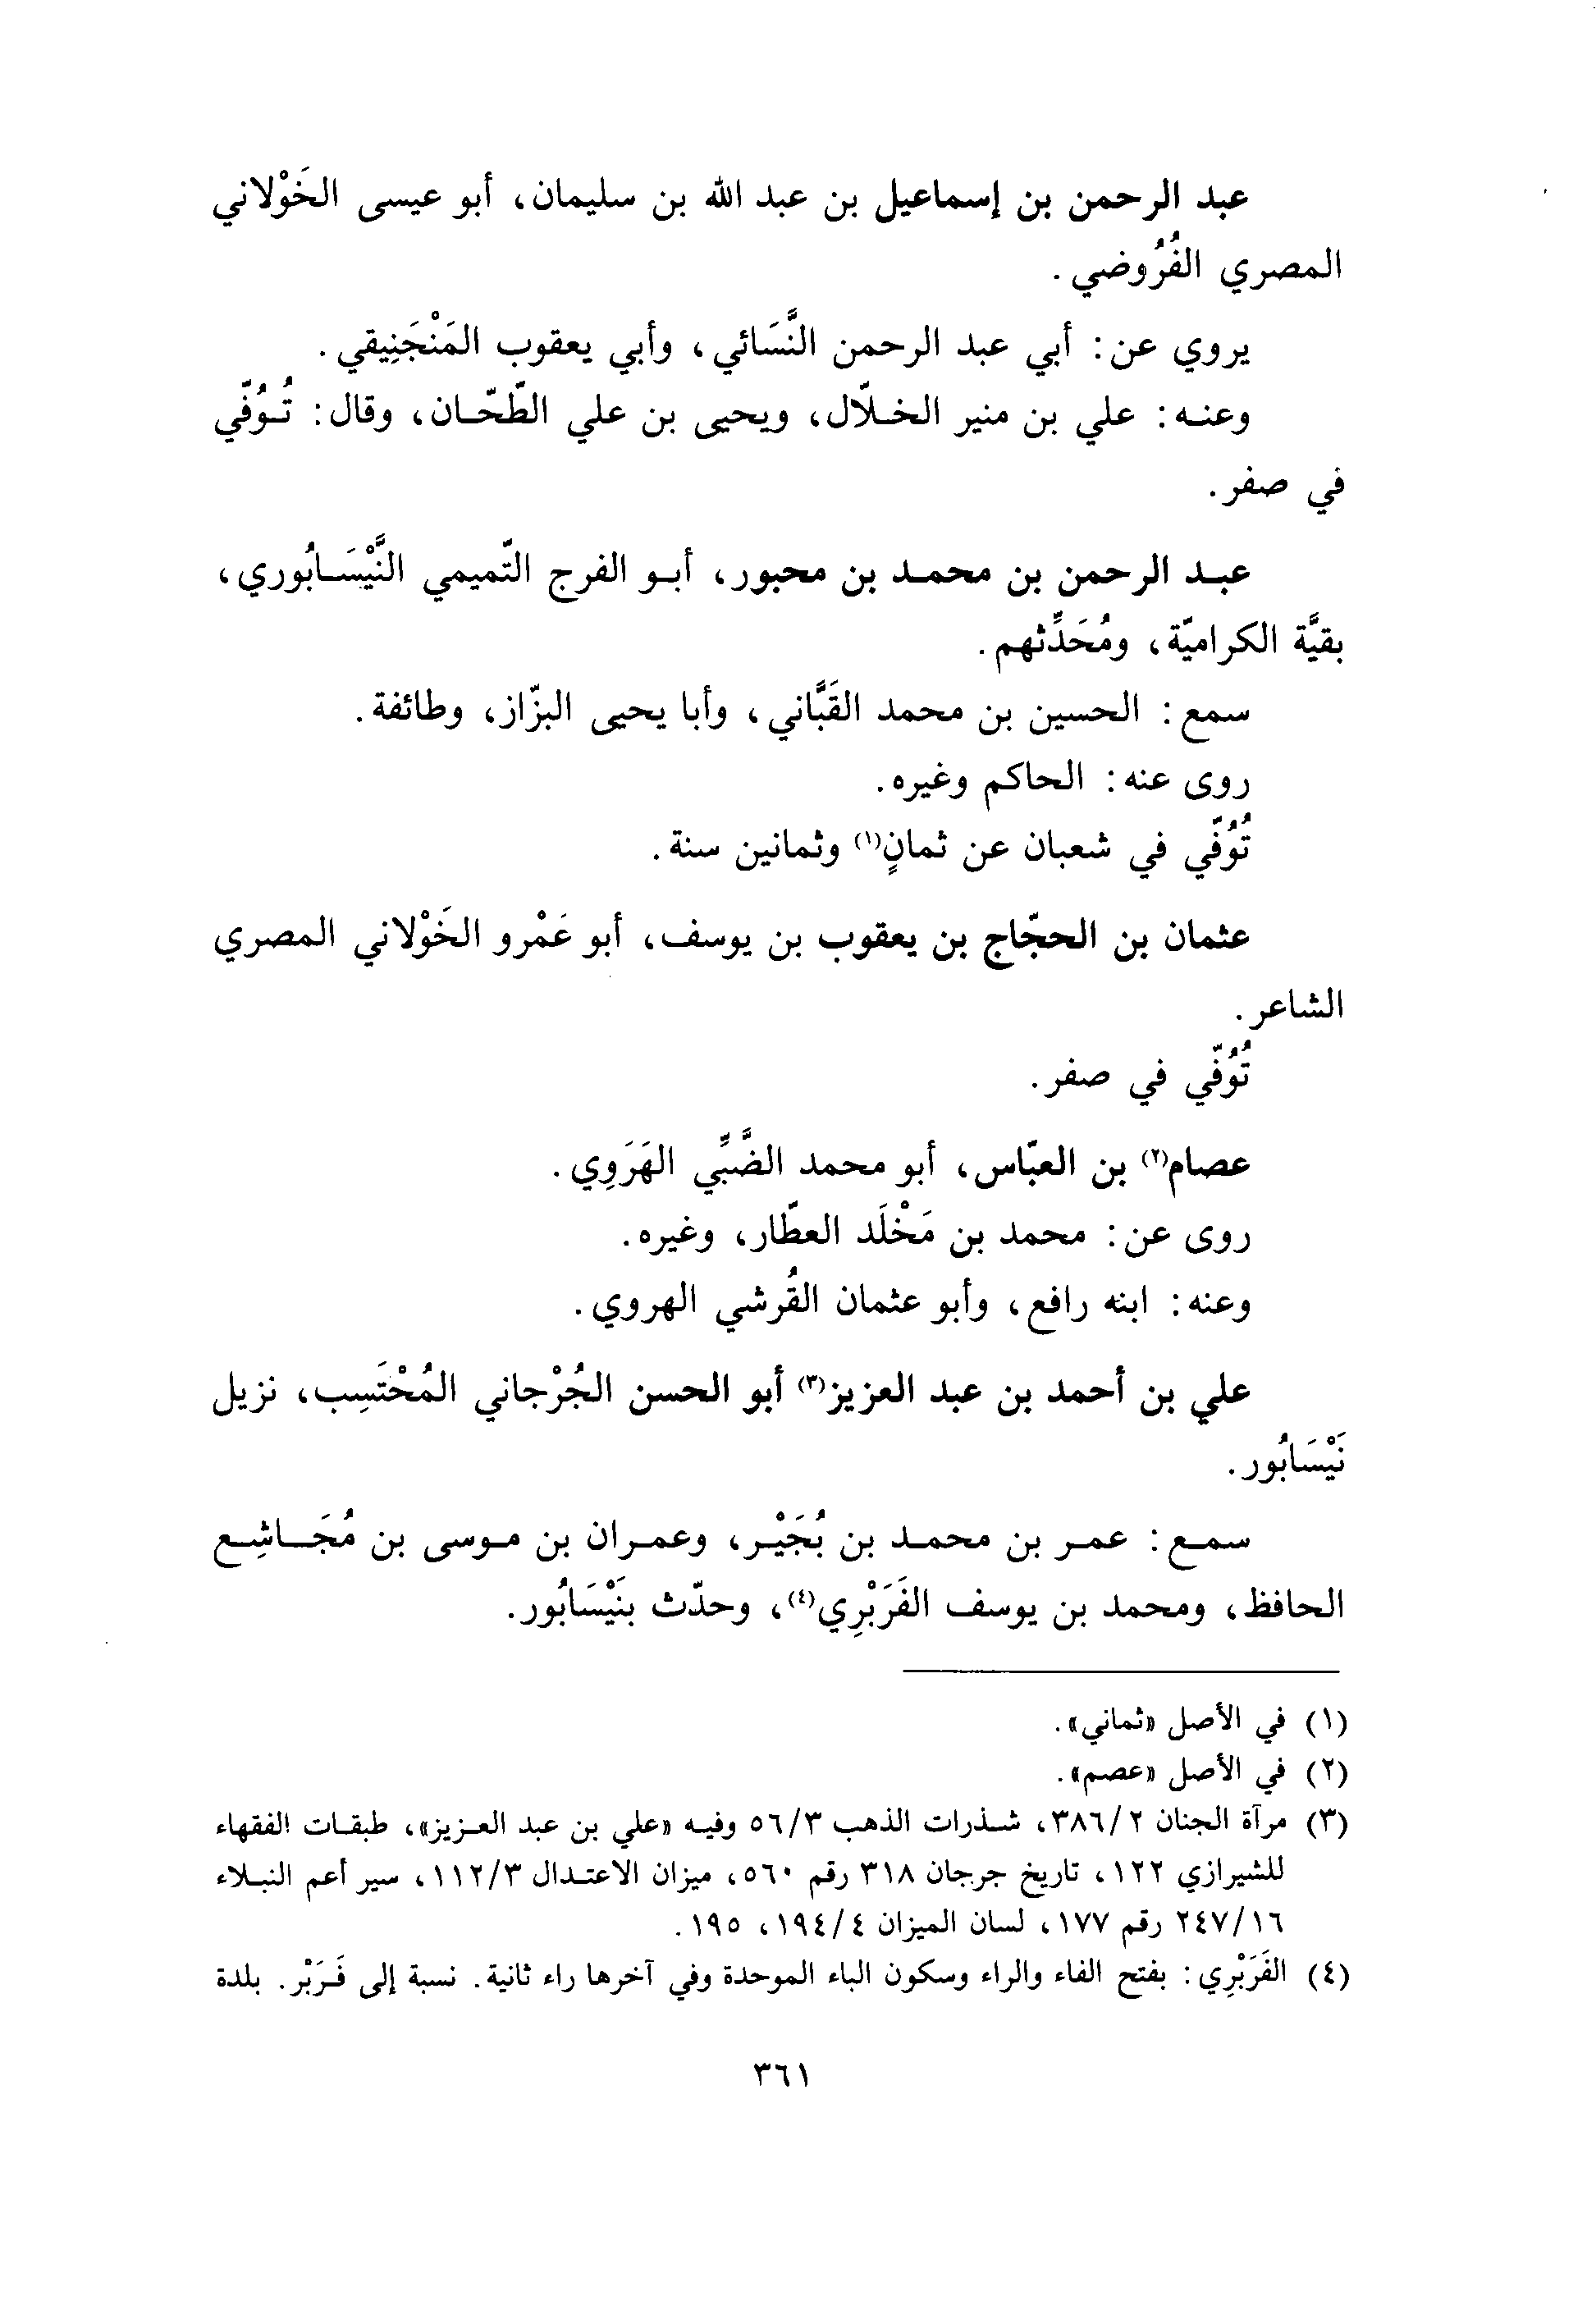 عبد الرحمن بن إسماعيل بن عبد الله بن سليمان، أبو عيسى الخَوْلاني
المصري الفُرُوضي.
يروي عن: أبي عبد الرحمن النَّسَائي، وأبي يعقوب المَنْجَنِيقي.
وعنه: علي بن منير الخلاّل، ويحيى بن علي الطّحّان، وقال: تُوُفّي
في صفر.
عبد الرحمن بن محمد بن محبور، أبو الفرج التّميمي النَّيْسَابُوري،
بقيَّة الكراميّة، ومُحَدِّثهم.
سمع: الحسين بن محمد القَبَّاني، وأبا يحيى البزّاز، وطائفة.
روى عنه: الحاكم وغيره.
تُوُفّي في شعبان عن ثمانٍ(١) وثمانين سنة.
عثمان بن الحجّاج بن يعقوب بن يوسف، أبو عَمْرو الخَوْلاني المصري
الشاعر.
تُوُفّي في صفر.
عصام(٢) بن العبّاس، أبو محمد الضَّبِّي الهَرَوِي.
روى عن: محمد بن مَخْلَد العطّار، وغيره.
وعنه: ابنه رافع، وأبو عثمان القُرشي الهروي.
علي بن أحمد بن عبد العزيز(٣) أبو الحسن الجُرْجاني المُحْتَسِب، نزيل
نَيْسَابُور.
سمع: عمر بن محمد بن بُجَيْر، وعمران بن موسى بن مُجَاشِع
الحافظ، ومحمد بن يوسف الفَرَبْرِي(٤)، وحدّث بنَيْسَابُور.
(١) في الأصل «ثماني».
(٢) في الأصل «عصم».
(٣) مرآة الجنان ٣٨٦/٢، شذرات الذهب ٥٦/٣ وفيه «علي بن عبد العزيز»، طبقات الفقهاء
للشيرازي ١٢٢، تاريخ جرجان ٣١٨ رقم ٥٦٠، ميزان الاعتدال ١١٢/٣، سير أعم النبلاء
٢٤٧/١٦ رقم ١٧٧، لسان الميزان ١٩٤/٤، ١٩٥.
(٤) الفَرَبْرِي: بفتح الفاء والراء وسكون الباء الموحدة وفي آخرها راء ثانية. نسبة إلى فَرَبْر. بلدة
٣٦١